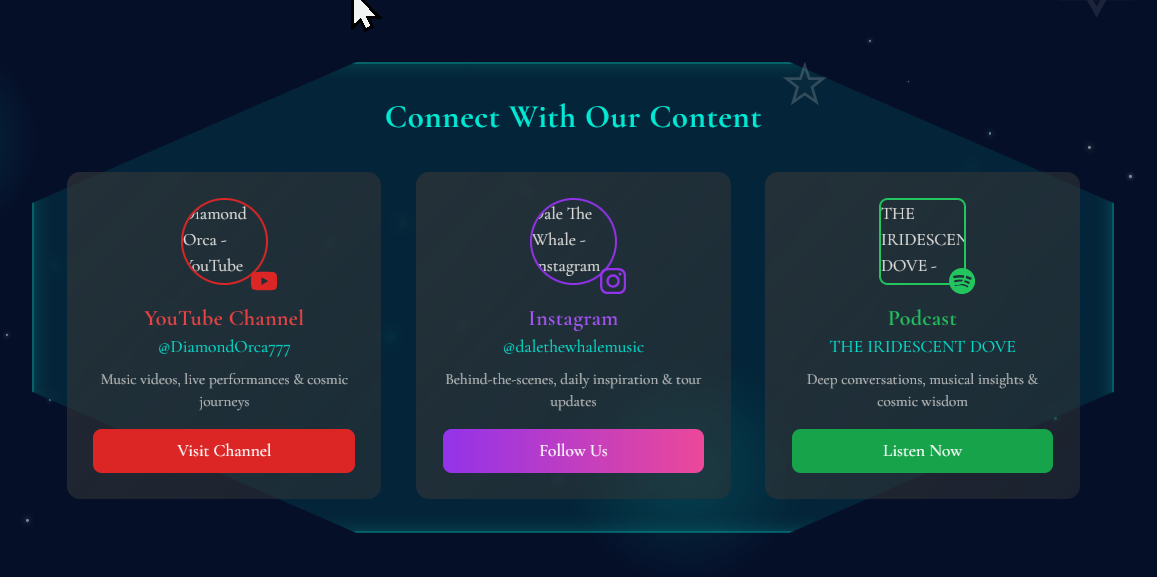 Connect With Our Content
Diamond
Orca -
YouTube
YouTube Channel
@DiamondOrca777
Music videos, live performances & cosmic
journeys
Visit Channel
Dale The
Whale -
Instagram
Instagram
@dalethewhalemusic
Behind-the-scenes, daily inspiration & tour
updates
Follow Us
THE
IRIDESCEN
DOVE -
Podcast
THE IRIDESCENT DOVE
Deep conversations, musical insights &
cosmic wisdom
Listen Now